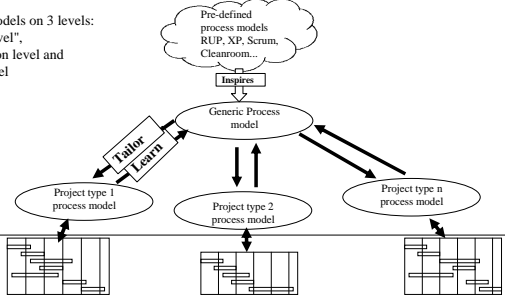 odels on 3 levels:
vel",
on level and
el
Pre-defined
process models
RUP, XP, Scrum,
Cleanroom...
Inspires
Generic Process
model
Tailor
Learn
Project type 1
process model
Project type 2
process model
Project type n
process model